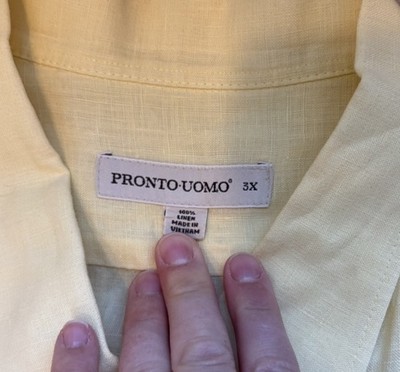 PRONTO·UOMO® 3X
100%
LINEN
MADE IN
VIETNAM